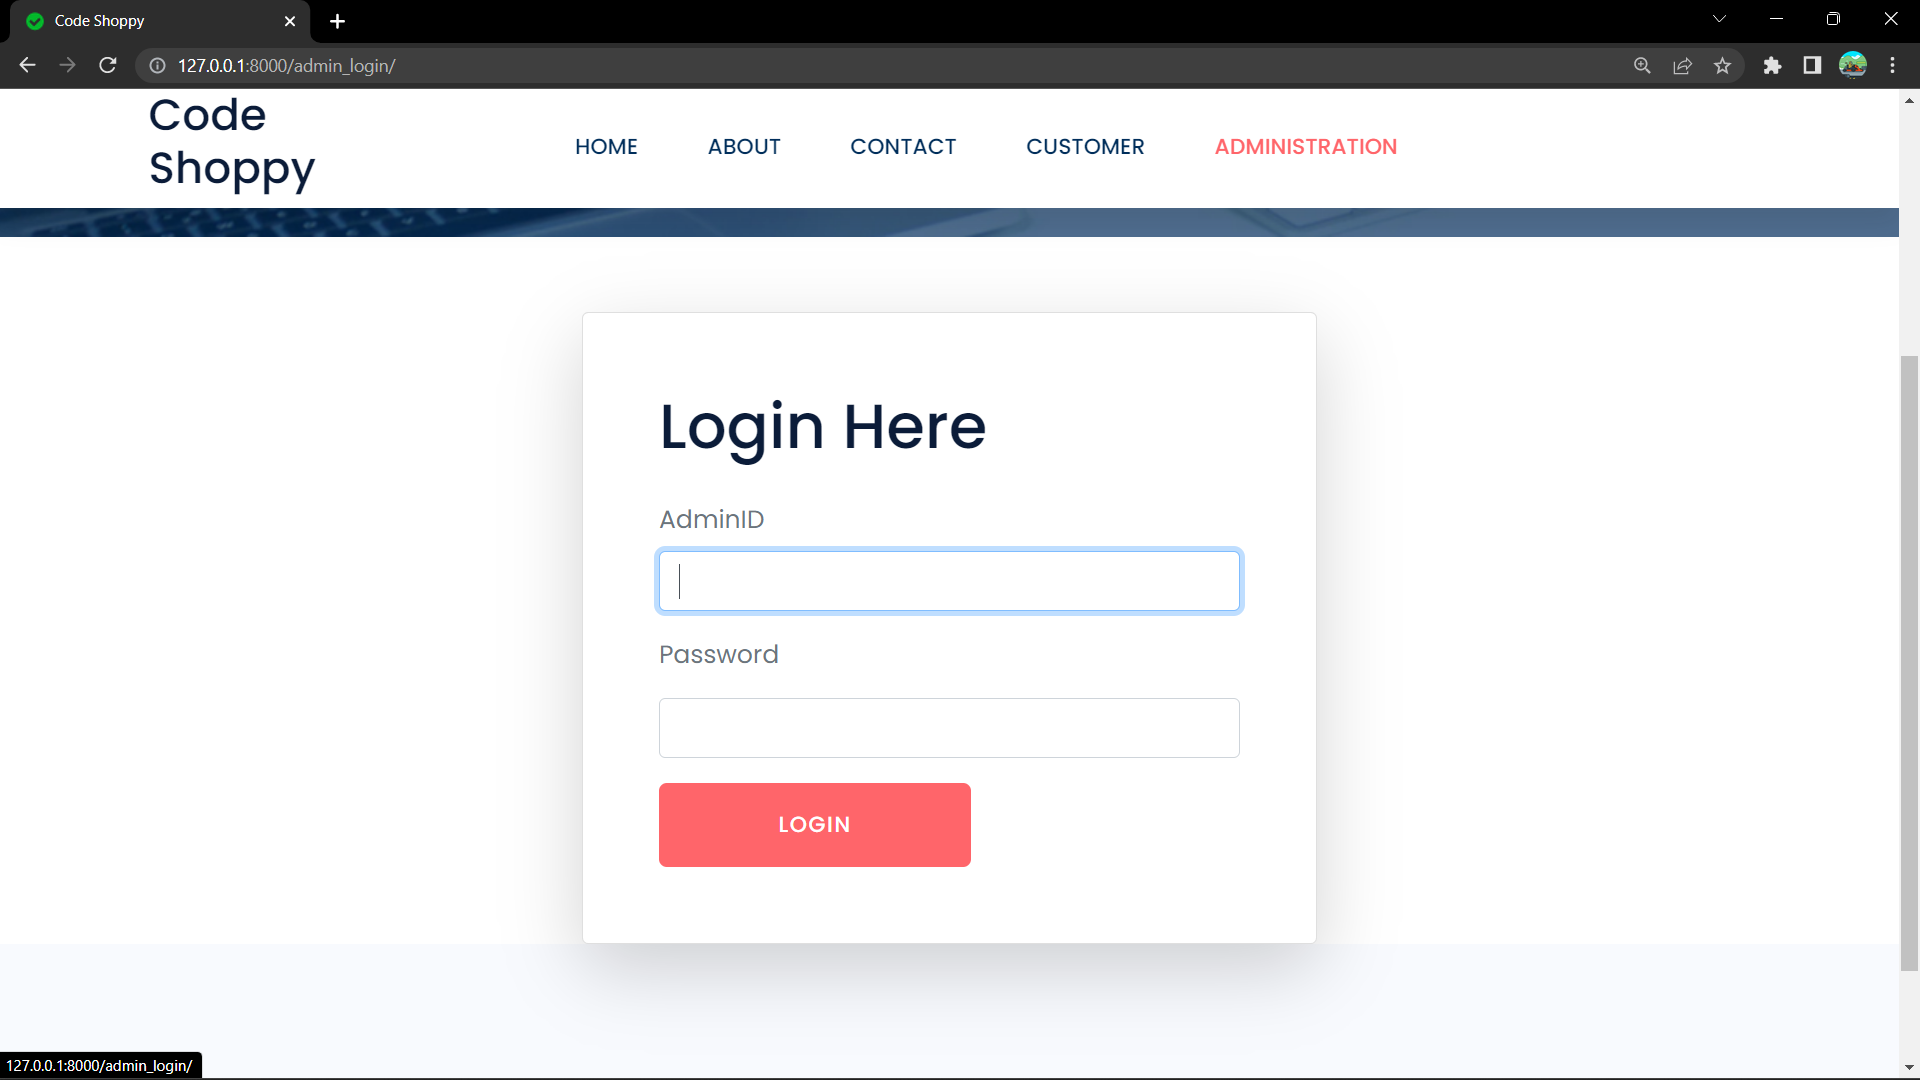 Code Shoppy
127.0.0.1:8000/admin_login/
Code
Shoppy
HOME ABOUT CONTACT CUSTOMER ADMINISTRATION
Login Here
AdminID
Password
LOGIN
127.0.0.1:8000/admin_login/